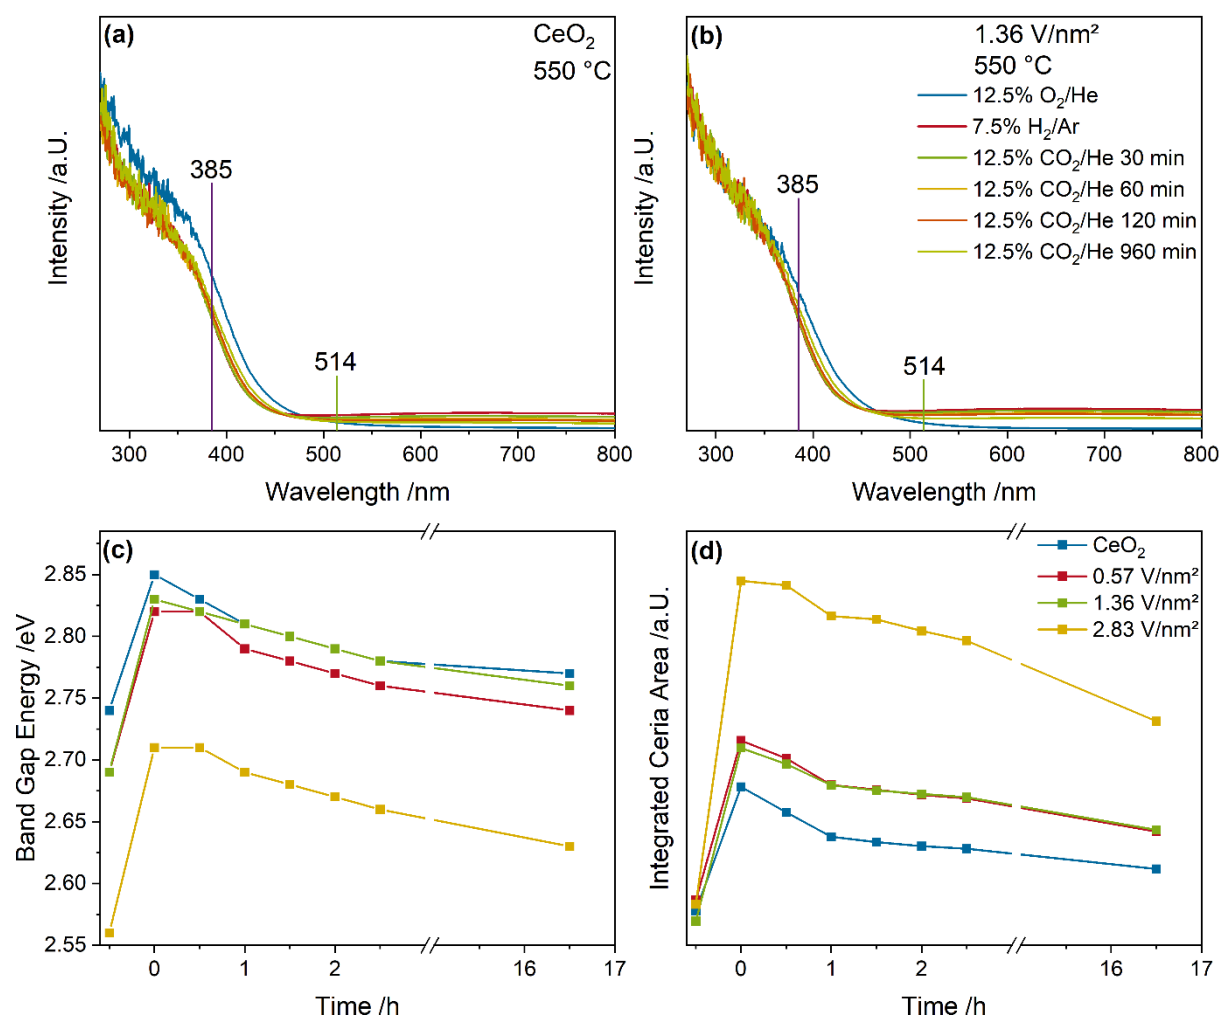 (a)
CeO₂
550 °C
385
514
Intensity /a.U.
300 400 500 600 700 800
Wavelength /nm
(b)
1.36 V/nm²
550 °C
12.5% O₂/He
7.5% H₂/Ar
12.5% CO₂/He 30 min
12.5% CO₂/He 60 min
12.5% CO₂/He 120 min
12.5% CO₂/He 960 min
385
514
Intensity /a.U.
300 400 500 600 700 800
Wavelength /nm
(c)
Band Gap Energy /eV
2.85
2.80
2.75
2.70
2.65
2.60
2.55
0 1 2 16 17
Time /h
(d)
CeO₂
0.57 V/nm²
1.36 V/nm²
2.83 V/nm²
Integrated Ceria Area /a.U.
0 1 2 16 17
Time /h